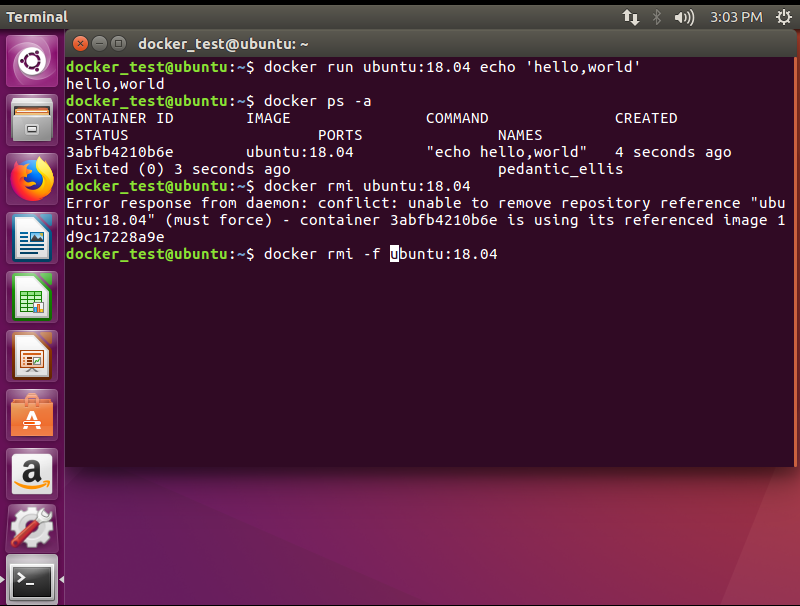 Terminal
3:03 PM
docker_test@ubuntu: ~
docker_test@ubuntu:~$ docker run ubuntu:18.04 echo 'hello,world'
hello,world
docker_test@ubuntu:~$ docker ps -a
CONTAINER ID        IMAGE               COMMAND              CREATED
 STATUS                     PORTS               NAMES
3abfb4210b6e        ubuntu:18.04        "echo hello,world"   4 seconds ago
 Exited (0) 3 seconds ago                       pedantic_ellis
docker_test@ubuntu:~$ docker rmi ubuntu:18.04
Error response from daemon: conflict: unable to remove repository reference "ubu
ntu:18.04" (must force) - container 3abfb4210b6e is using its referenced image 1
d9c17228a9e
docker_test@ubuntu:~$ docker rmi -f ubuntu:18.04